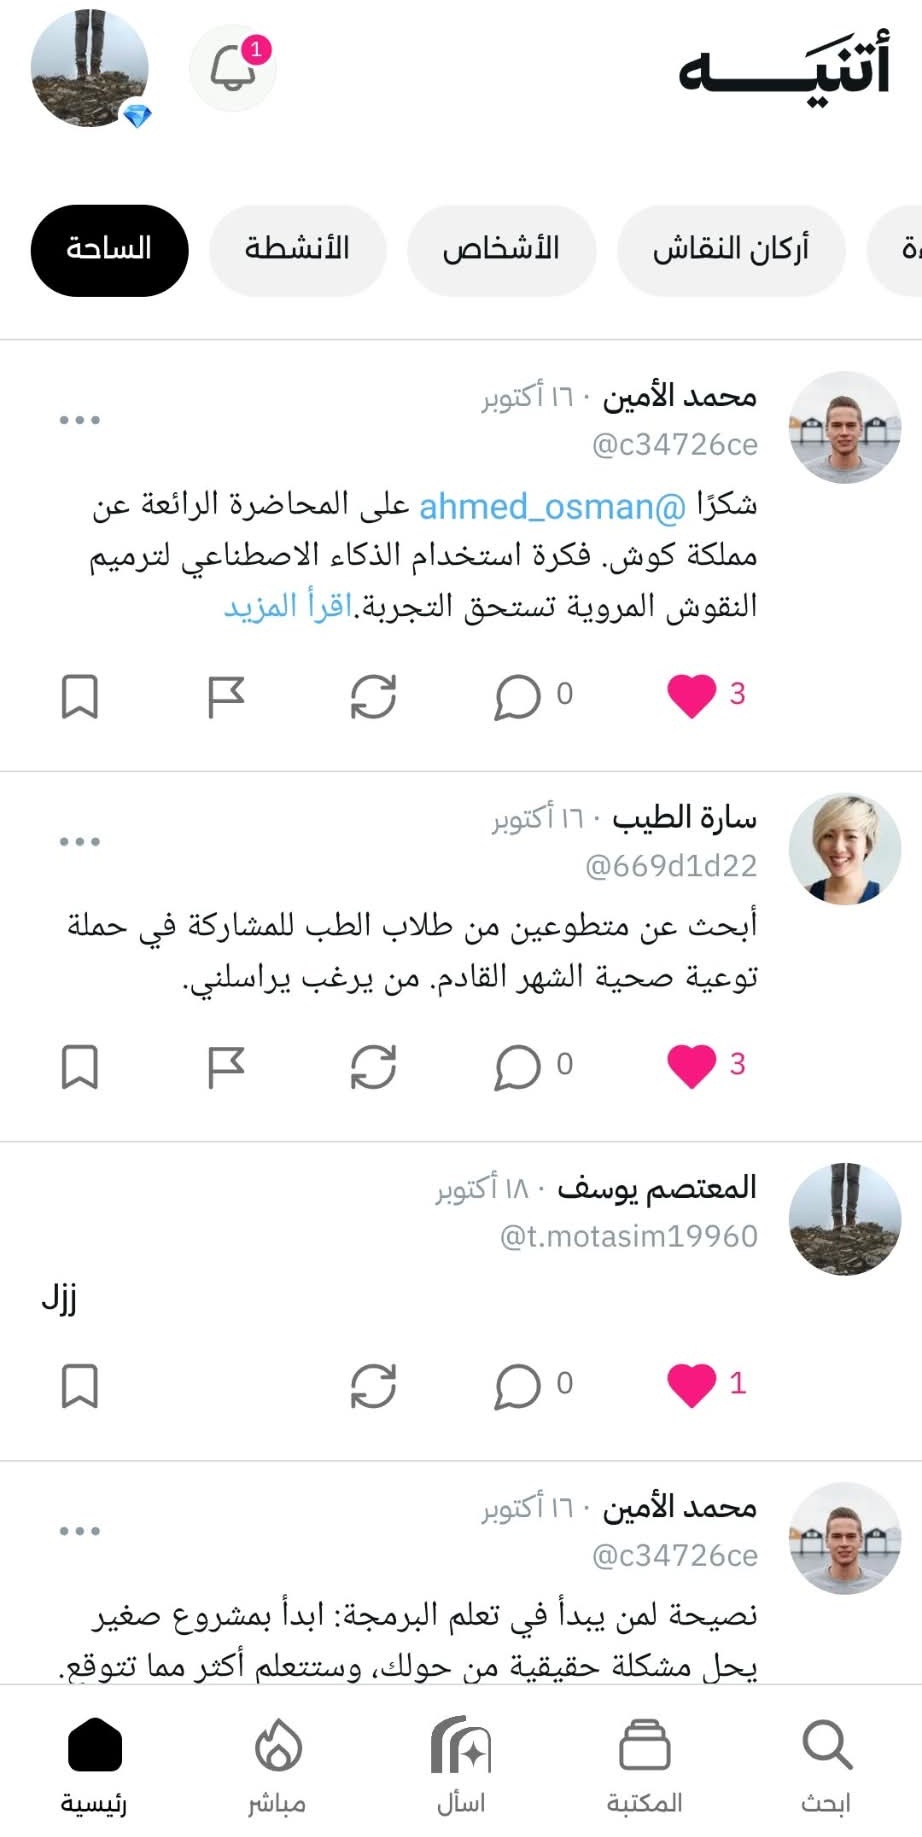 1
أتنيَـــه
الساحة
الأنشطة
الأشخاص
أركان النقاش
محمد الأمين · ١٦ أكتوبر
@c34726ce
شكرًا @ahmed_osman على المحاضرة الرائعة عن
مملكة كوش. فكرة استخدام الذكاء الاصطناعي لترميم
النقوش المروية تستحق التجربة.اقرأ المزيد
3
0
سارة الطيب · ١٦ أكتوبر
@669d1d22
أبحث عن متطوعين من طلاب الطب للمشاركة في حملة
توعية صحية الشهر القادم. من يرغب يراسلني.
3
0
المعتصم يوسف · ١٨ أكتوبر
@t.motasim19960
Jjj
1
0
محمد الأمين · ١٦ أكتوبر
@c34726ce
نصيحة لمن يبدأ في تعلم البرمجة: ابدأ بمشروع صغير
يحل مشكلة حقيقية من حولك، وستتعلم أكثر مما تتوقع.
رئيسية
مباشر
اسأل
المكتبة
ابحث